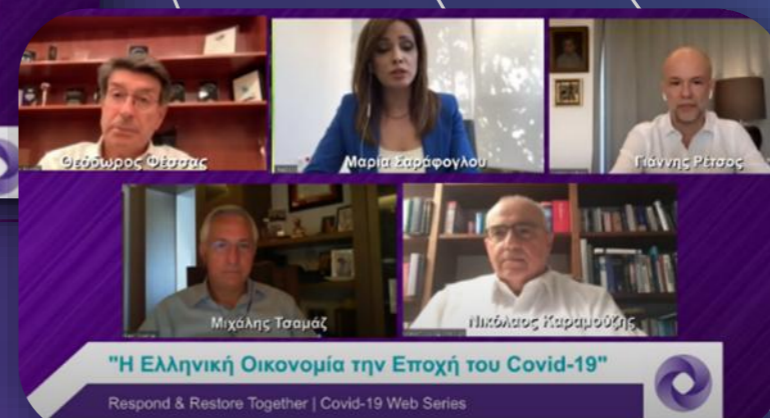 Θεόδωρος Φέσσας
Μαρία Σαράφογλου
Γιάννης Ρέτσος
Μιχάλης Τσαμάζ
Νικόλαος Καραμούζης
"Η Ελληνική Οικονομία την Εποχή του Covid-19"
Respond & Restore Together | Covid-19 Web Series